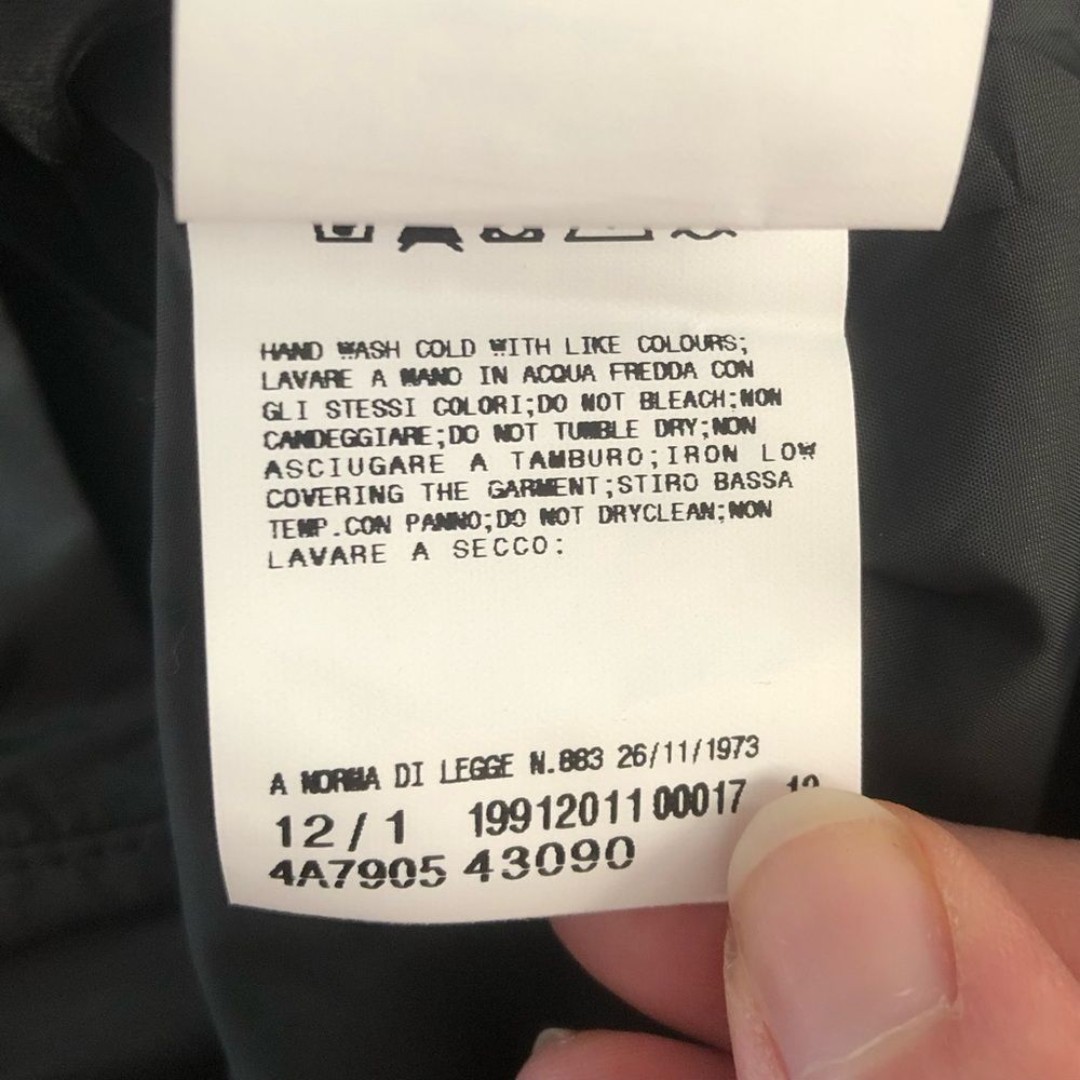 HAND WASH COLD WITH LIKE COLOURS;
LAVARE A MANO IN ACQUA FREDDA CON
GLI STESSI COLORI;DO NOT BLEACH;NON
CANDEGGIARE;DO NOT TUMBLE DRY;NON
ASCIUGARE A TAMBURO;IRON LOW
COVERING THE GARMENT;STIRO BASSA
TEMP.CON PANNO;DO NOT DRYCLEAN;NON
LAVARE A SECCO:
A NORMA DI LEGGE N.883 26/11/1973
12/1 19912011 00017
4A7905 43090